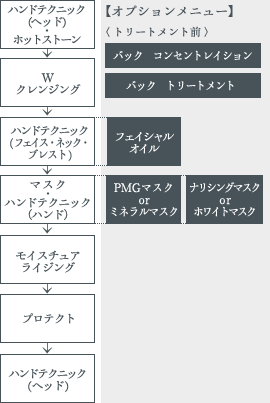 ハンドテクニック
(ヘッド)
・
ホットストーン
W
クレンジング
ハンドテクニック
(フェイス・ネック・
ブレスト)
マスク
・
ハンドテクニック
(ハンド)
モイスチュア
ライジング
プロテクト
ハンドテクニック
(ヘッド)
【オプションメニュー】
〈トリートメント前〉
バック コンセントレイション
バック トリートメント
フェイシャル
オイル
PMGマスク
or
ミネラルマスク
ナリシングマスク
or
ホワイトマスク